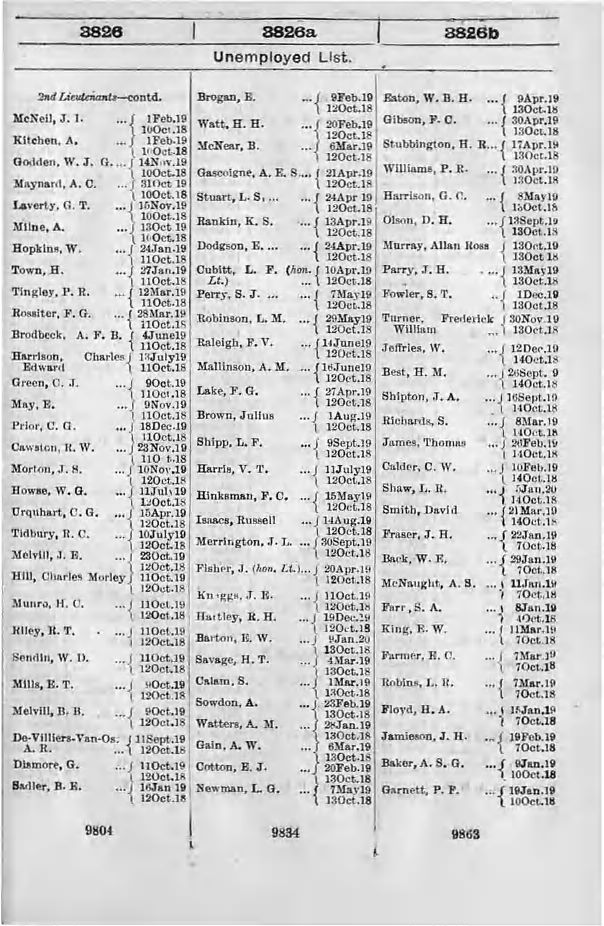 3826 3826a 3826b
Unemployed List.
2nd Lieutenants—contd.
McNeil, J. I. ... 1Feb.19
10Oct.18
Kitchen, A. ... 1Feb.19
10Oct.18
Godden, W. J. G. ... 14Nov.19
10Oct.18
Maynard, A. C. ... 31Oct 19
10Oct.18
Laverty, G. T. ... 15Nov.19
10Oct.18
Milne, A. ... 13Oct 19
10Oct.18
Hopkins, W. ... 24Jan.19
11Oct.18
Town, H. ... 27Jan.19
11Oct.18
Tingley, P. R. ... 12Mar.19
11Oct.18
Rossiter, F. G. ... 28Mar.19
11Oct.18
Brodbeck, A. F. B. 4June19
11Oct.18
Harrison, Charles 13July19
Edward 11Oct.18
Green, C. J. ... 9Oct.19
11Oct.18
May, E. ... 9Nov.19
11Oct.18
Prior, C. G. ... 18Dec.19
11Oct.18
Cawston, R. W. ... 23Nov.19
11O t.18
Morton, J. S. ... 10Nov.19
12Oct.18
Howse, W. G. ... 11July19
12Oct.18
Urquhart, C. G. ... 15Apr.19
12Oct.18
Tidbury, R. C. ... 10July19
12Oct.18
Melvill, J. E. ... 23Oct.19
12Oct.18
Hill, Charles Morley 11Oct.19
12Oct.18
Munro, H. C. ... 11Oct.19
12Oct.18
Riley, R. T. ... 11Oct.19
12Oct.18
Sendin, W. D. ... 11Oct.19
12Oct.18
Mills, E. T. ... 9Oct.19
12Oct.18
Melvill, B. B. ... 9Oct.19
12Oct.18
De-Villiers-Van-Os. 11Sept.19
A. R. ... 12Oct.18
Dismore, G. ... 11Oct.19
12Oct.18
Sadler, B. E. ... 16Jan 19
12Oct.18
9804
Brogan, E. ... 9Feb.19
12Oct.18
Watt, H. H. ... 20Feb.19
12Oct.18
McNear, B. ... 6Mar.19
12Oct.18
Gascoigne, A. E. S.... 21Apr.19
12Oct.18
Stuart, L. S. ... 24Apr 19
12Oct.18
Rankin, K. S. ... 13Apr.19
12Oct.18
Dodgson, E. ... 24Apr.19
12Oct.18
Cubitt, L. F. (hon. 10Apr.19
Lt.) ... 12Oct.18
Perry, S. J. ... 7May19
12Oct.18
Robinson, L. M. ... 29May19
12Oct.18
Raleigh, F. V. ... 14June19
12Oct.18
Mallinson, A. M. ... 16June19
12Oct.18
Lake, F. G. ... 27Apr.19
12Oct.18
Brown, Julius ... 1Aug.19
12Oct.18
Shipp, L. F. ... 9Sept.19
12Oct.18
Harris, V. T. ... 11July19
12Oct.18
Hinksman, F. C. ... 15May19
12Oct.18
Isaacs, Russell ... 14Aug.19
12Oct.18
Merrington, J. L. ... 30Sept.19
12Oct.18
Fisher, J. (hon. Lt.)... 20Apr.19
12Oct.18
Kn ggs, J. E. ... 11Oct.19
12Oct.18
Hartley, R. H. ... 19Dec.19
12Oct.18
Barton, E. W. ... 9Jan.20
13Oct.18
Savage, H. T. ... 4Mar.19
13Oct.18
Calam, S. ... 1Mar.19
13Oct.18
Sowdon, A. ... 23Feb.19
13Oct.18
Watters, A. M. ... 28Jan.19
13Oct.18
Gain, A. W. ... 6Mar.19
13Oct.18
Cotton, E. J. ... 20Feb.19
13Oct.18
Newman, L. G. ... 7May19
13Oct.18
9834
Eaton, W. B. H. ... 9Apr.19
13Oct.18
Gibson, F. C. ... 30Apr.19
13Oct.18
Stubbington, H. R... 17Apr.19
13Oct.18
Williams, P. R. ... 30Apr.19
13Oct.18
Harrison, G. C. ... 8May19
13Oct.18
Olson, D. H. ... 13Sept.19
13Oct.18
Murray, Allan Ross 13Oct.19
13Oct 18
Parry, J. H. ... 13May19
13Oct.18
Fowler, S. T. .. 1Dec.19
13Oct.18
Turner, Frederick 30Nov.19
William ... 13Oct.18
Jeffries, W. ... 12Dec.19
14Oct.18
Best, H. M. ... 26Sept. 9
14Oct.18
Shipton, J. A. ... 16Sept.19
14Oct.18
Richards, S. ... 8Mar.19
14Oct.18
James, Thomas ... 26Feb.19
14Oct.18
Calder, C. W. ... 10Feb.19
14Oct.18
Shaw, L. R. ... 5Jan.20
14Oct.18
Smith, David ... 21Mar.19
14Oct.18
Fraser, J. H. ... 22Jan.19
7Oct.18
Back, W. E. ... 29Jan.19
7Oct.18
McNaught, A. S. ... 11Jan.19
7Oct.18
Farr, S. A. ... 8Jan.19
Oct.18
King, E. W. ... 11Mar.19
7Oct.18
Farmer, E. C. ... 7Mar 19
7Oct.18
Robins, L. R. ... 7Mar.19
7Oct.18
Floyd, H. A. ... 15Jan.19
7Oct.18
Jamieson, J. H. ... 19Feb.19
7Oct.18
Baker, A. S. G. ... 9Jan.19
10Oct.18
Garnett, P. F. ... 19Jan.19
10Oct.18
9863